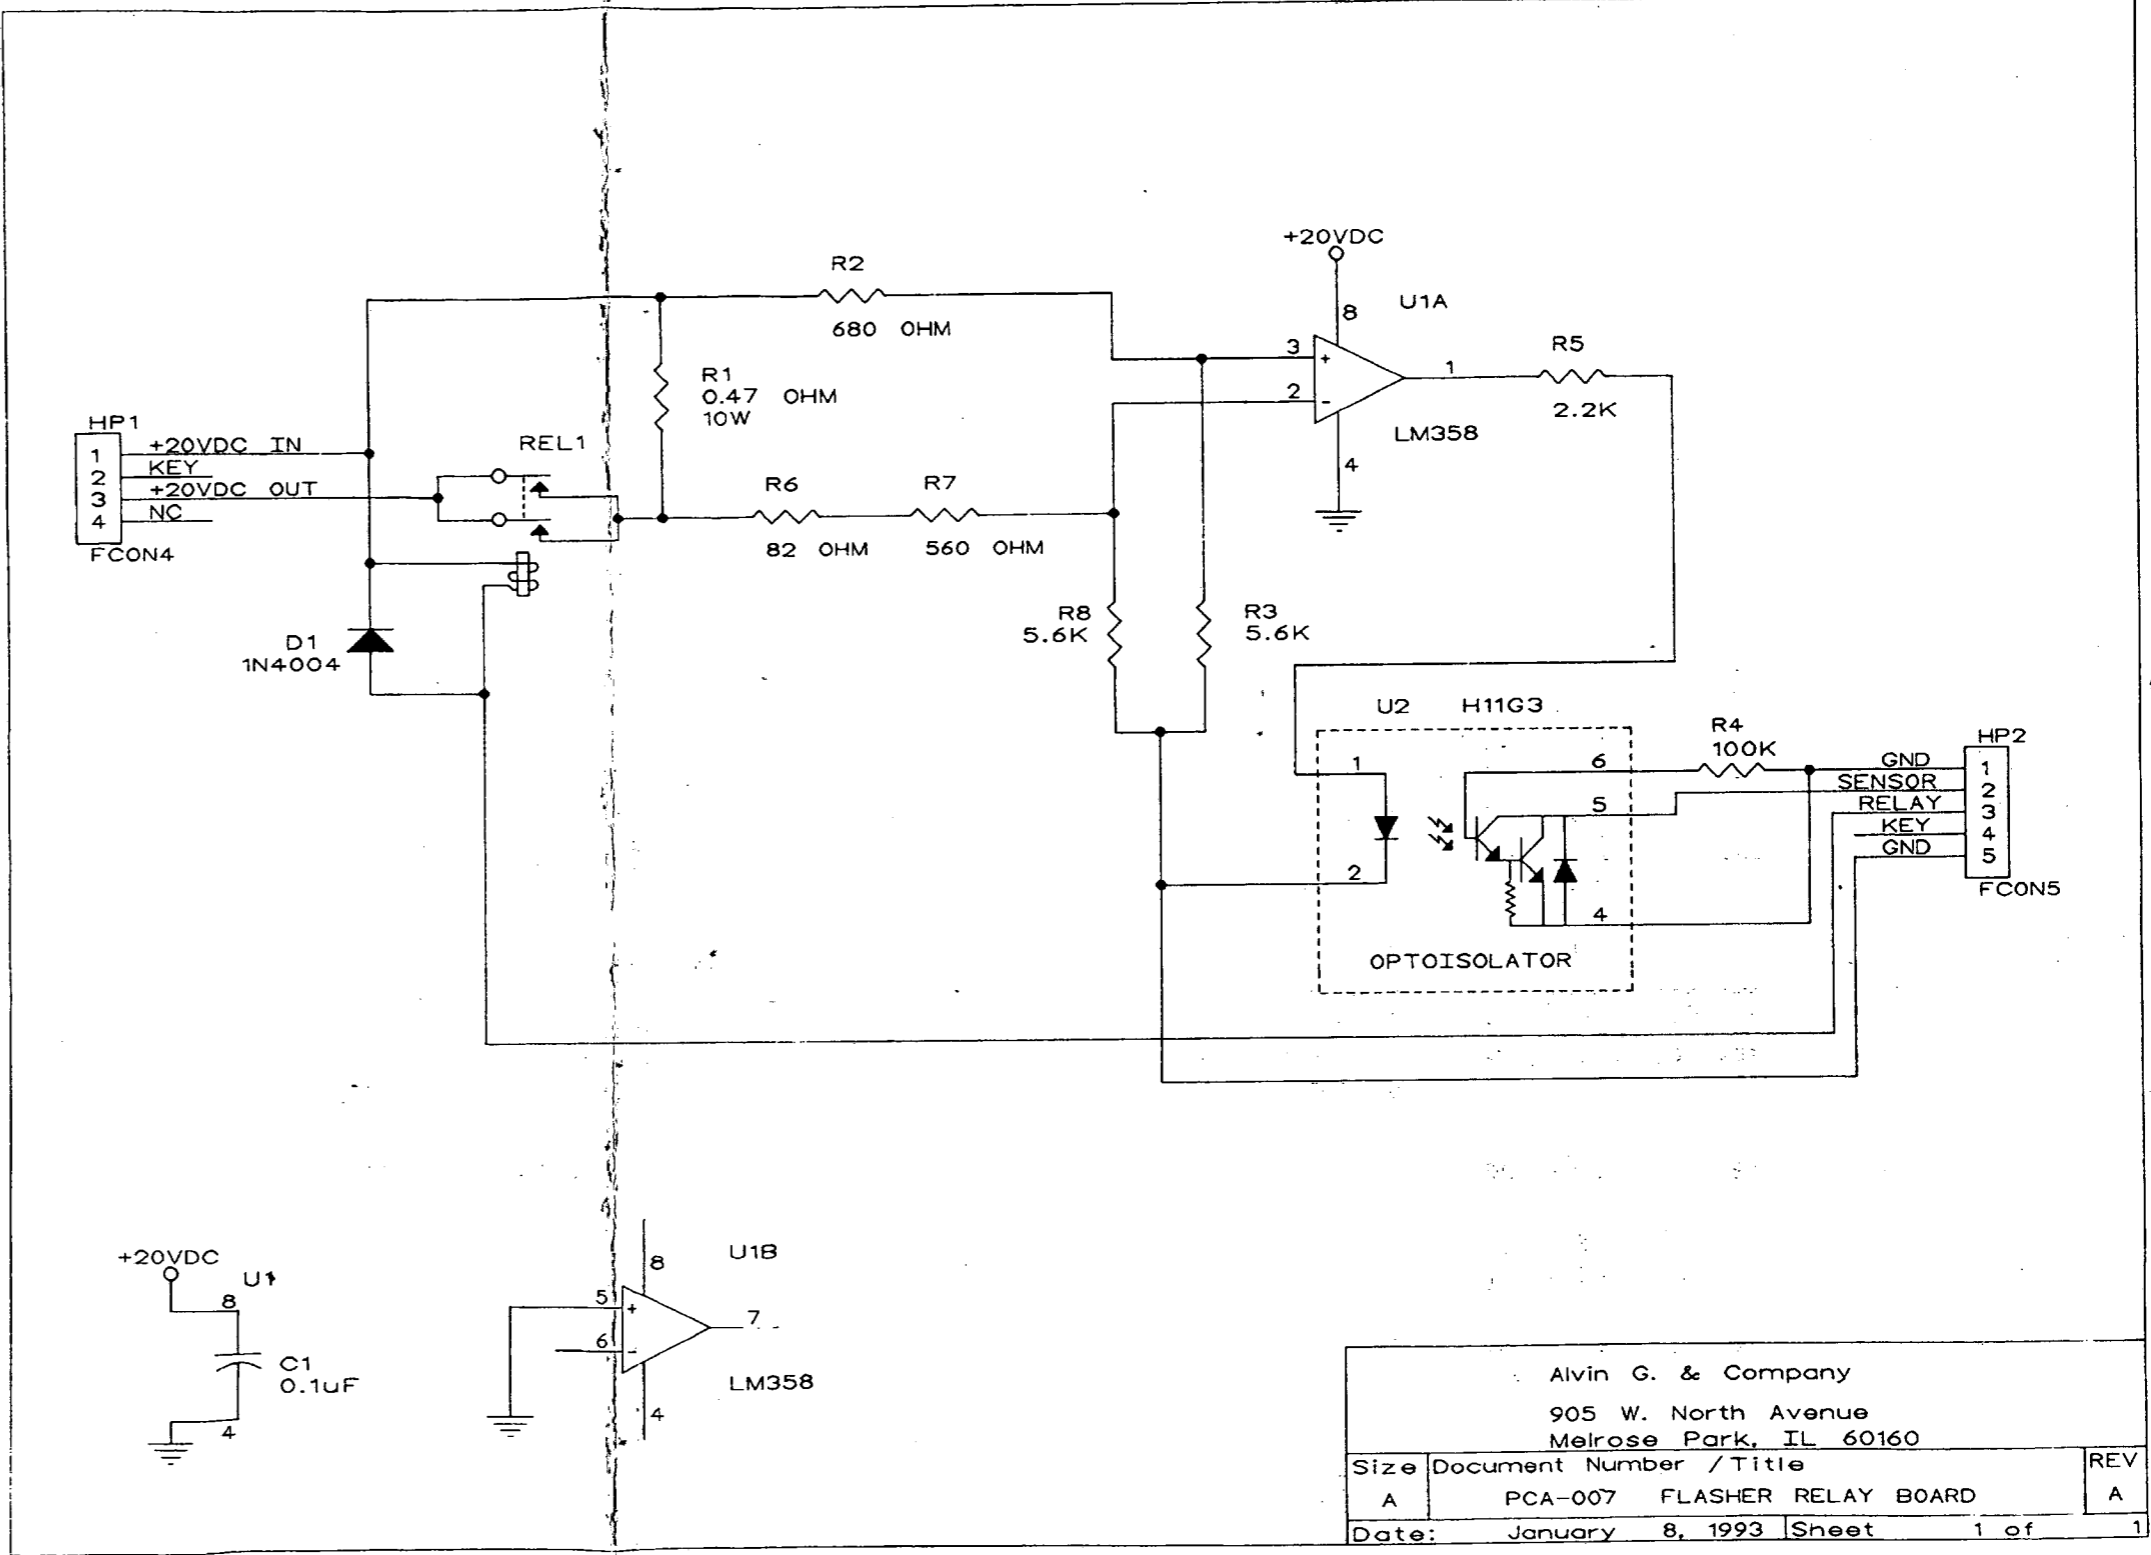 +20VDC
R2
680 OHM
8
U1A
3
+
2
-
1
4
LM358
R5
2.2K
R1
0.47 OHM
10W
HP1
1 +20VDC IN
2 KEY
3 +20VDC OUT
4 NC
FCON4
REL1
R6
82 OHM
R7
560 OHM
D1
1N4004
R8
5.6K
R3
5.6K
U2 H11G3
1
2
6
5
4
OPTOISOLATOR
R4
100K
HP2
GND 1
SENSOR 2
RELAY 3
KEY 4
GND 5
FCON5
+20VDC
U1
8
C1
0.1uF
4
U1B
8
5
+
6
-
7
4
LM358
Alvin G. & Company
905 W. North Avenue
Melrose Park, IL 60160
Size Document Number /Title REV
A PCA-007 FLASHER RELAY BOARD A
Date: January 8, 1993 Sheet 1 of 1